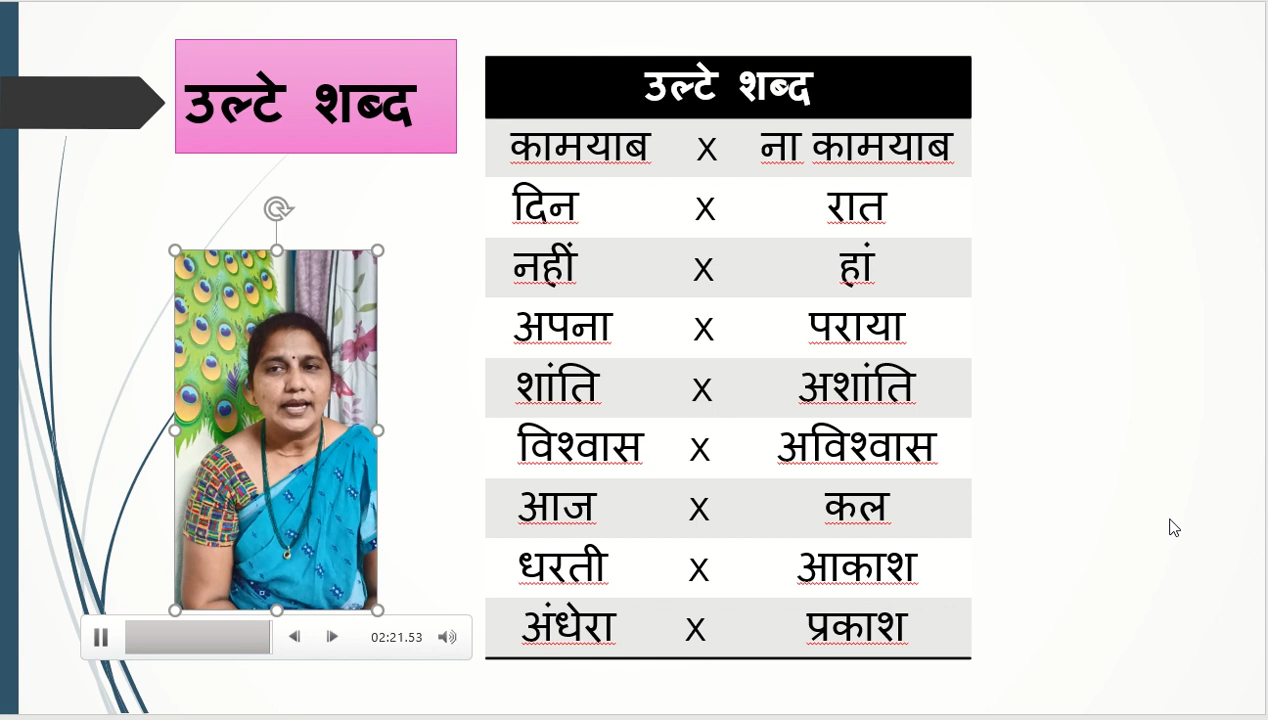 उल्टे शब्द
उल्टे शब्द
कामयाब X ना कामयाब
दिन X रात
नहीं X हां
अपना X पराया
शांति X अशांति
विश्वास X अविश्वास
आज X कल
धरती X आकाश
अंधेरा X प्रकाश
02:21.53